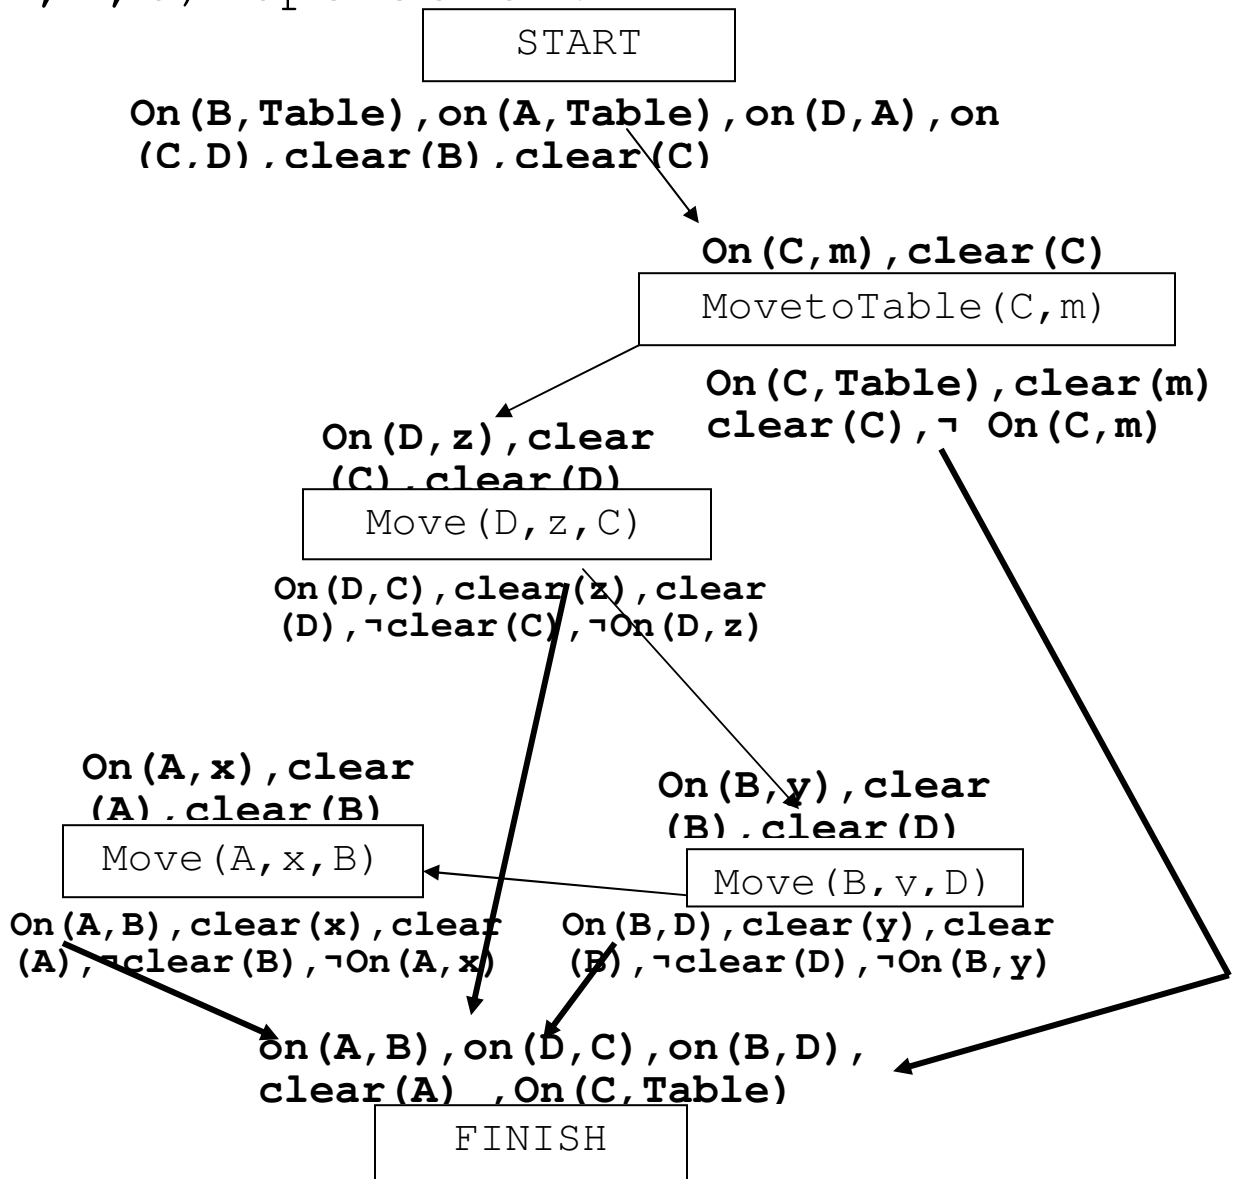 START
On(B,Table),on(A,Table),on(D,A),on
(C,D),clear(B),clear(C)
On(C,m),clear(C)
MovetoTable(C,m)
On(C,Table),clear(m)
clear(C),¬ On(C,m)
On(D,z),clear
(C),clear(D)
Move(D,z,C)
On(D,C),clear(z),clear
(D),¬clear(C),¬On(D,z)
On(A,x),clear
(A),clear(B)
Move(A,x,B)
On(A,B),clear(x),clear
(A),¬clear(B),¬On(A,x)
On(B,y),clear
(B),clear(D)
Move(B,y,D)
On(B,D),clear(y),clear
(B),¬clear(D),¬On(B,y)
on(A,B),on(D,C),on(B,D),
clear(A) ,On(C,Table)
FINISH